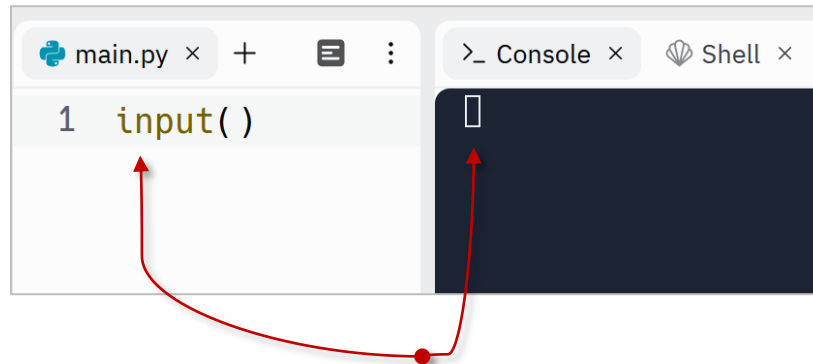 main.py × +
>_ Console ×
Shell ×
1 input()